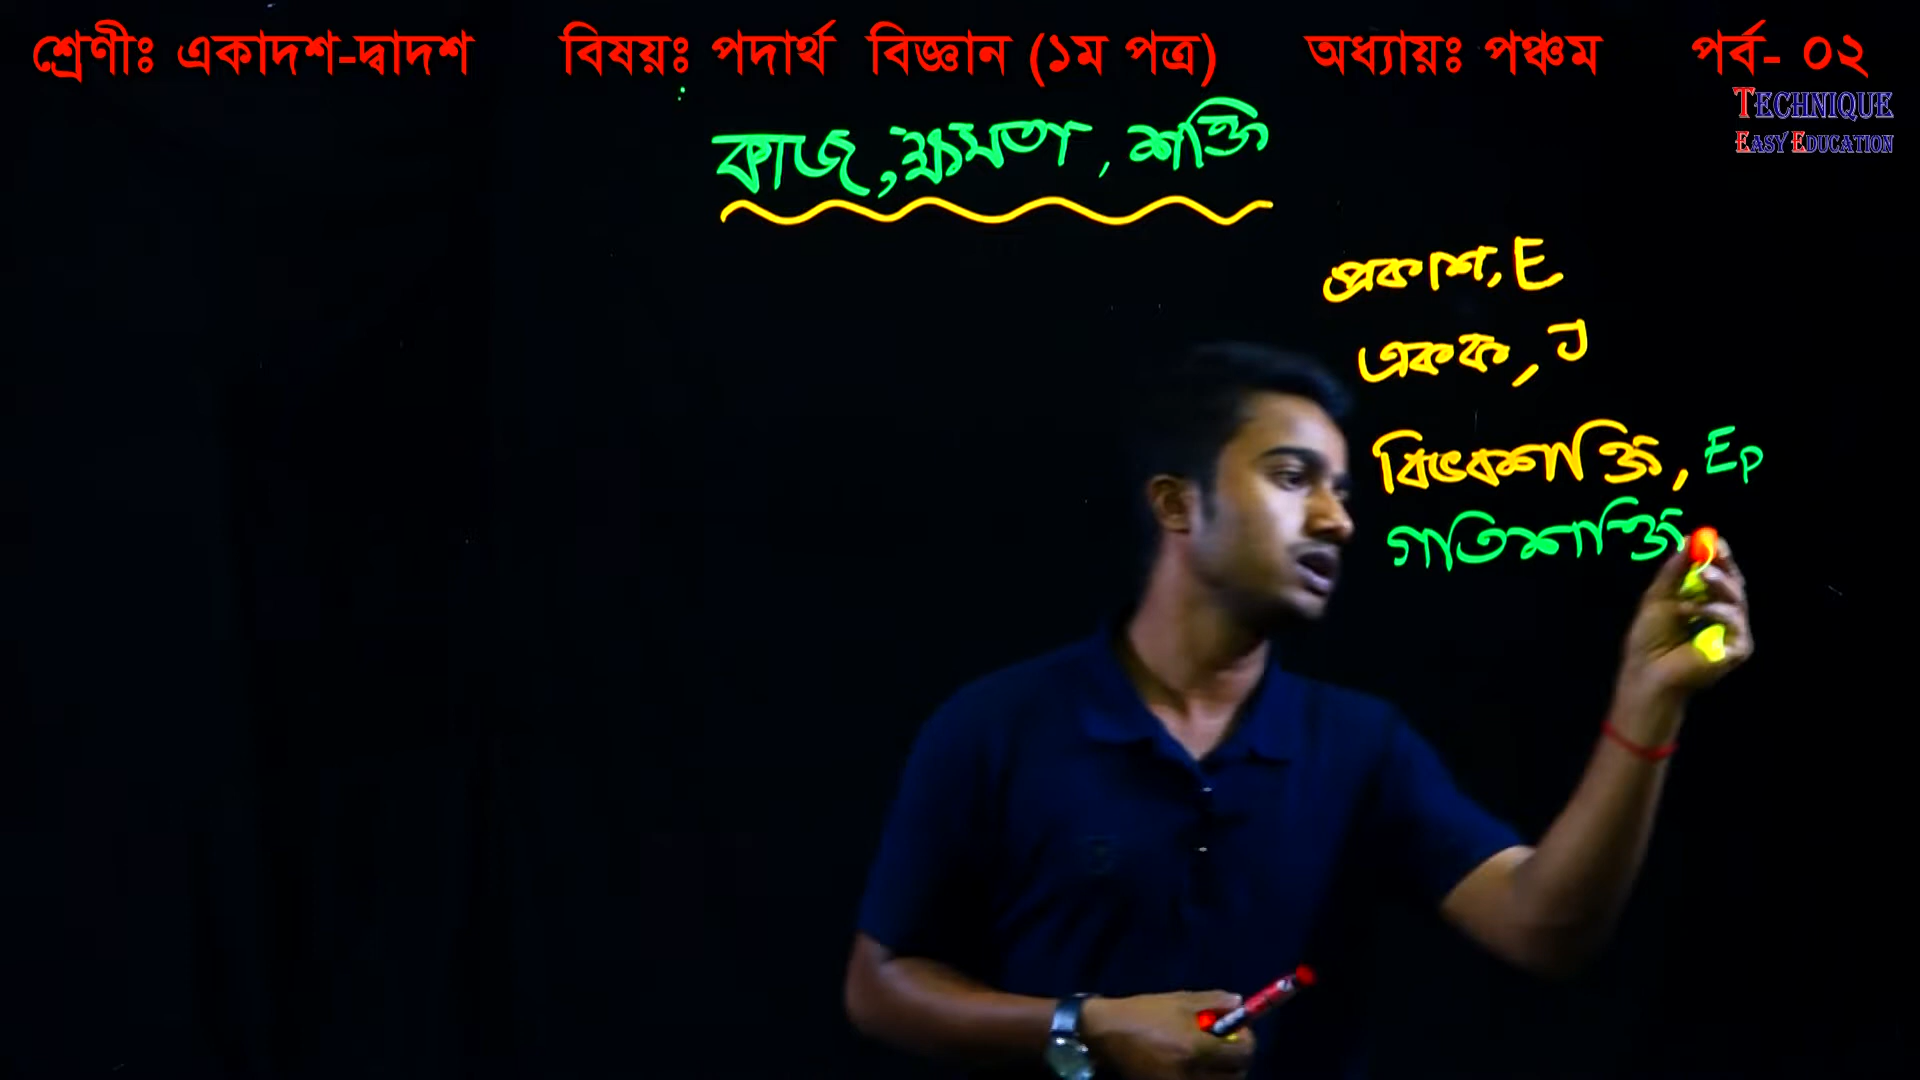 শ্রেণীঃ একাদশ-দ্বাদশ বিষয়ঃ পদার্থ বিজ্ঞান (১ম পত্র) অধ্যায়ঃ পঞ্চম পর্ব- ০২
TECHNIQUE
EASY EDUCATION
কাজ, ক্ষমতা, শক্তি
প্রকাশ, E
একক, J
বিভবশক্তি, Ep
গতিশক্তি